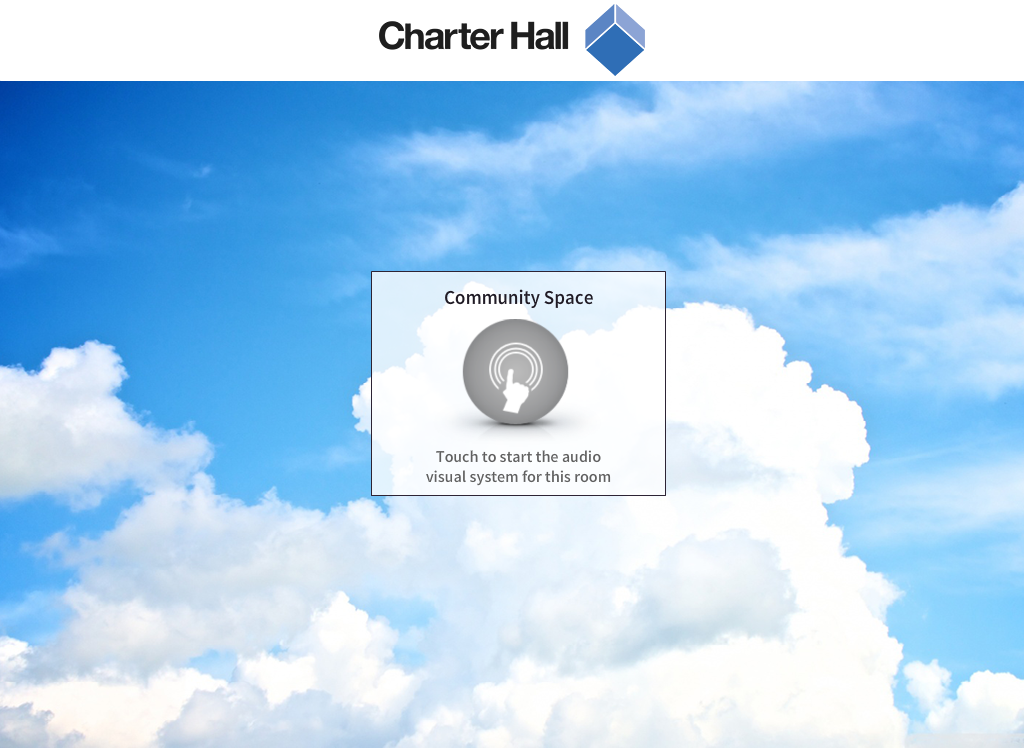 Charter Hall
Community Space
Touch to start the audio
visual system for this room